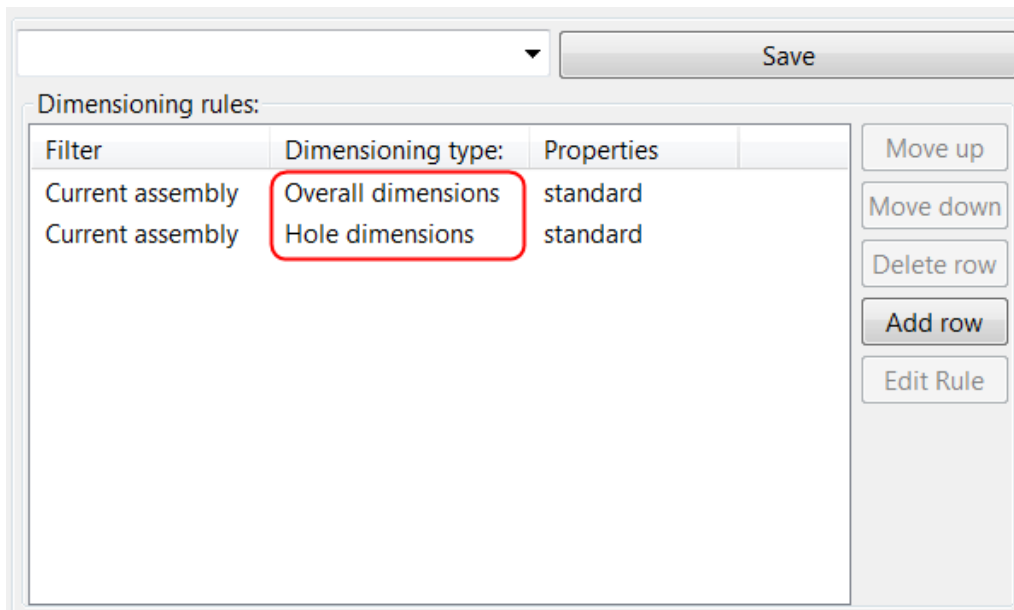 Save
Dimensioning rules:
Filter Dimensioning type: Properties
Current assembly Overall dimensions standard
Current assembly Hole dimensions standard
Move up
Move down
Delete row
Add row
Edit Rule